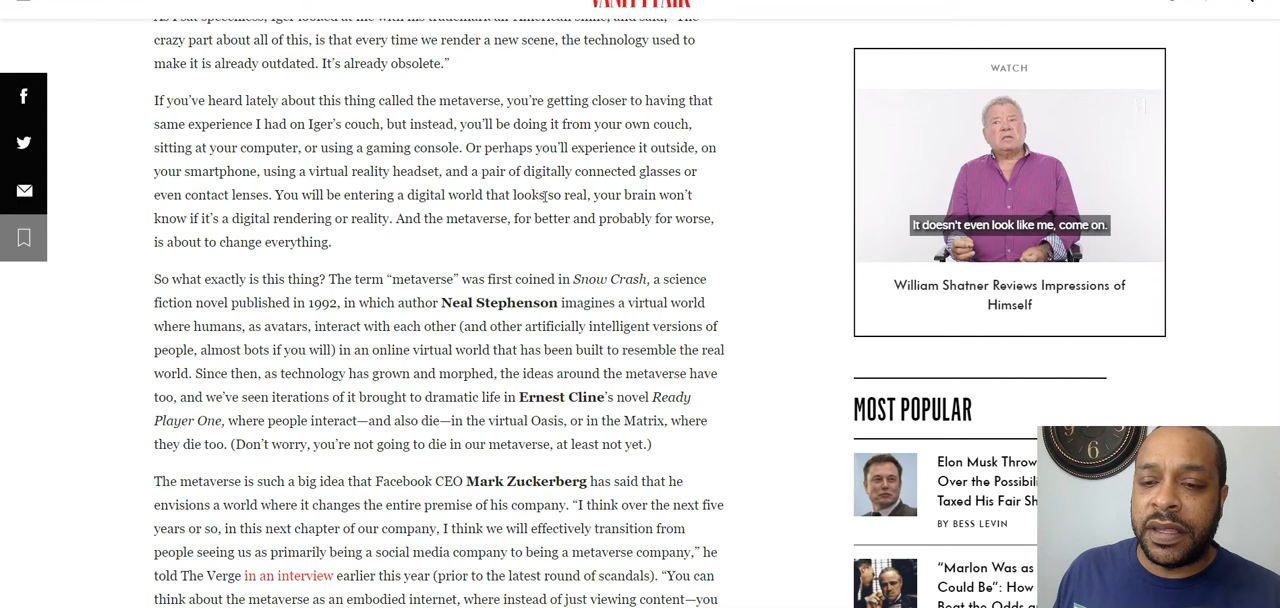 VANITY FAIR
As I sat speechless, Iger looked at me with his trademark all-American smile, and said, “The
crazy part about all of this, is that every time we render a new scene, the technology used to
make it is already outdated. It’s already obsolete.”
If you’ve heard lately about this thing called the metaverse, you’re getting closer to having that
same experience I had on Iger’s couch, but instead, you’ll be doing it from your own couch,
sitting at your computer, or using a gaming console. Or perhaps you’ll experience it outside, on
your smartphone, using a virtual reality headset, and a pair of digitally connected glasses or
even contact lenses. You will be entering a digital world that looks so real, your brain won’t
know if it’s a digital rendering or reality. And the metaverse, for better and probably for worse,
is about to change everything.
So what exactly is this thing? The term “metaverse” was first coined in Snow Crash, a science
fiction novel published in 1992, in which author Neal Stephenson imagines a virtual world
where humans, as avatars, interact with each other (and other artificially intelligent versions of
people, almost bots if you will) in an online virtual world that has been built to resemble the real
world. Since then, as technology has grown and morphed, the ideas around the metaverse have
too, and we’ve seen iterations of it brought to dramatic life in Ernest Cline’s novel Ready
Player One, where people interact—and also die—in the virtual Oasis, or in the Matrix, where
they die too. (Don’t worry, you’re not going to die in our metaverse, at least not yet.)
The metaverse is such a big idea that Facebook CEO Mark Zuckerberg has said that he
envisions a world where it changes the entire premise of his company. “I think over the next five
years or so, in this next chapter of our company, I think we will effectively transition from
people seeing us as primarily being a social media company to being a metaverse company,” he
told The Verge in an interview earlier this year (prior to the latest round of scandals). “You can
think about the metaverse as an embodied internet, where instead of just viewing content—you
WATCH
It doesn't even look like me, come on.
William Shatner Reviews Impressions of
Himself
MOST POPULAR
Elon Musk Throw
Over the Possibili
Taxed His Fair Sh
BY BESS LEVIN
“Marlon Was as
Could Be”: How
Beat the Odds a
9
6